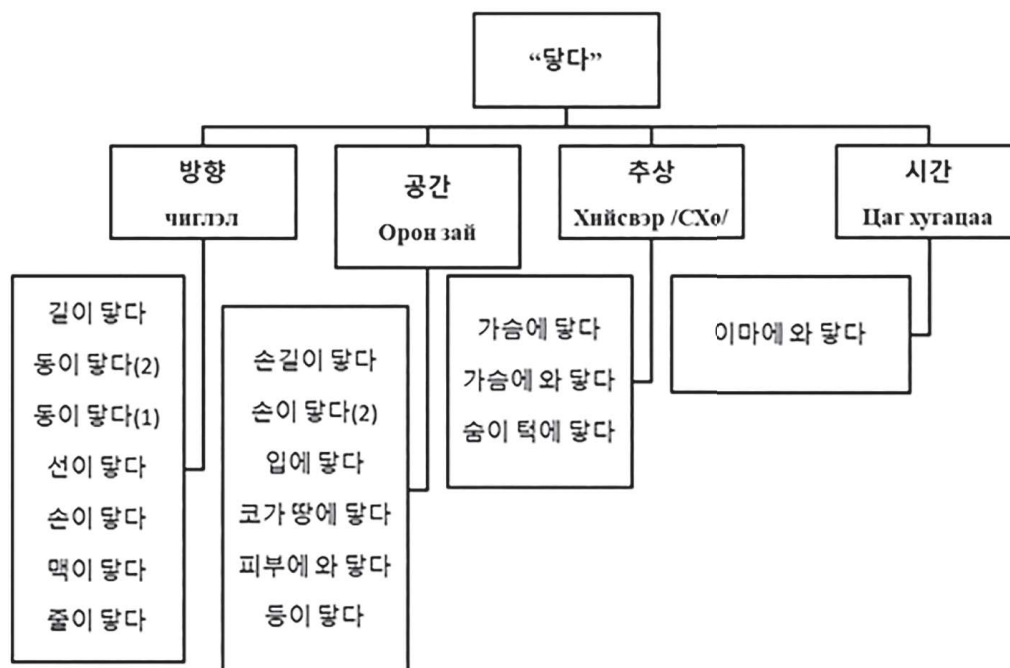 “닿다”
방향
чиглэл
길이 닿다
동이 닿다(2)
동이 닿다(1)
선이 닿다
손이 닿다
맥이 닿다
줄이 닿다
공간
Орон зай
손길이 닿다
손이 닿다(2)
입에 닿다
코가 땅에 닿다
피부에 와 닿다
등이 닿다
추상
Хийсвэр /СХө/
가슴에 닿다
가슴에 와 닿다
숨이 턱에 닿다
시간
Цаг хугацаа
이마에 와 닿다